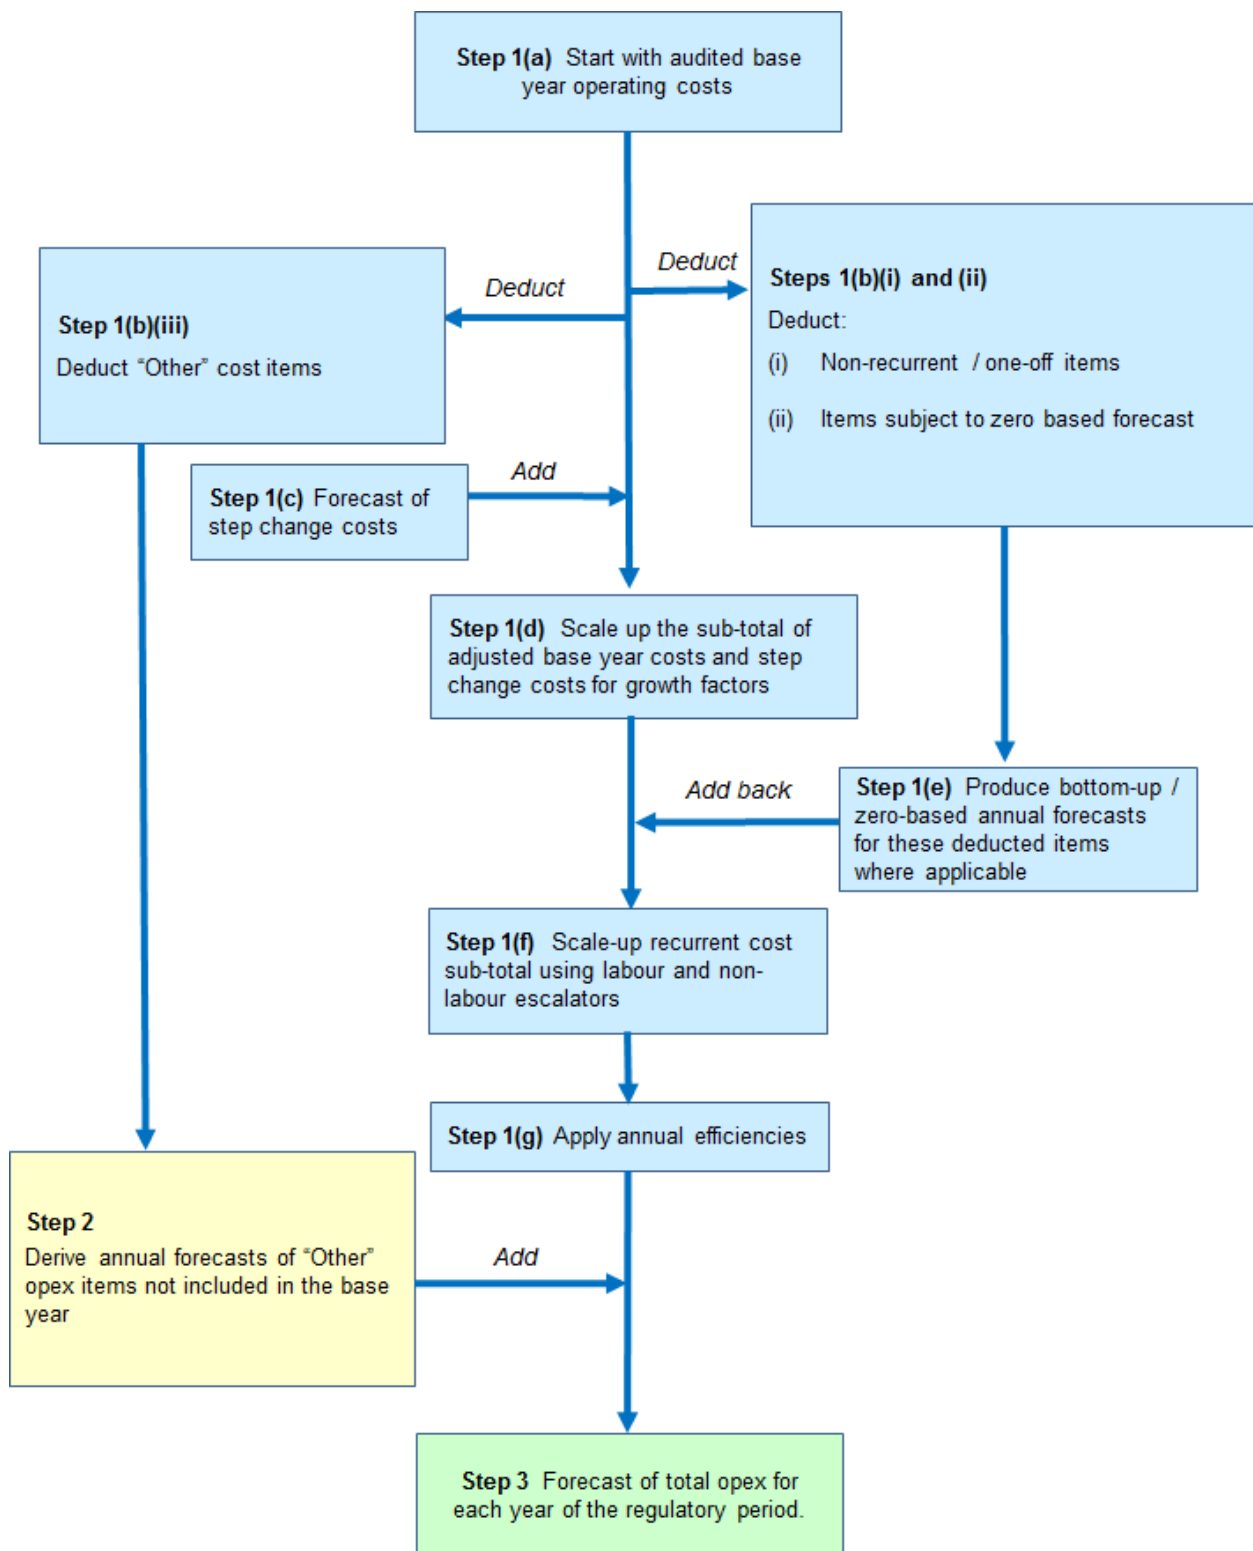 Step 1(a) Start with audited base
year operating costs
Deduct
Deduct
Steps 1(b)(i) and (ii)
Deduct:
(i) Non-recurrent / one-off items
(ii) Items subject to zero based forecast
Step 1(b)(iii)
Deduct “Other” cost items
Add
Step 1(c) Forecast of
step change costs
Step 1(d) Scale up the sub-total of
adjusted base year costs and step
change costs for growth factors
Add back
Step 1(e) Produce bottom-up /
zero-based annual forecasts
for these deducted items
where applicable
Step 1(f) Scale-up recurrent cost
sub-total using labour and non-
labour escalators
Step 1(g) Apply annual efficiencies
Step 2
Derive annual forecasts of “Other”
opex items not included in the base
year
Add
Step 3 Forecast of total opex for
each year of the regulatory period.